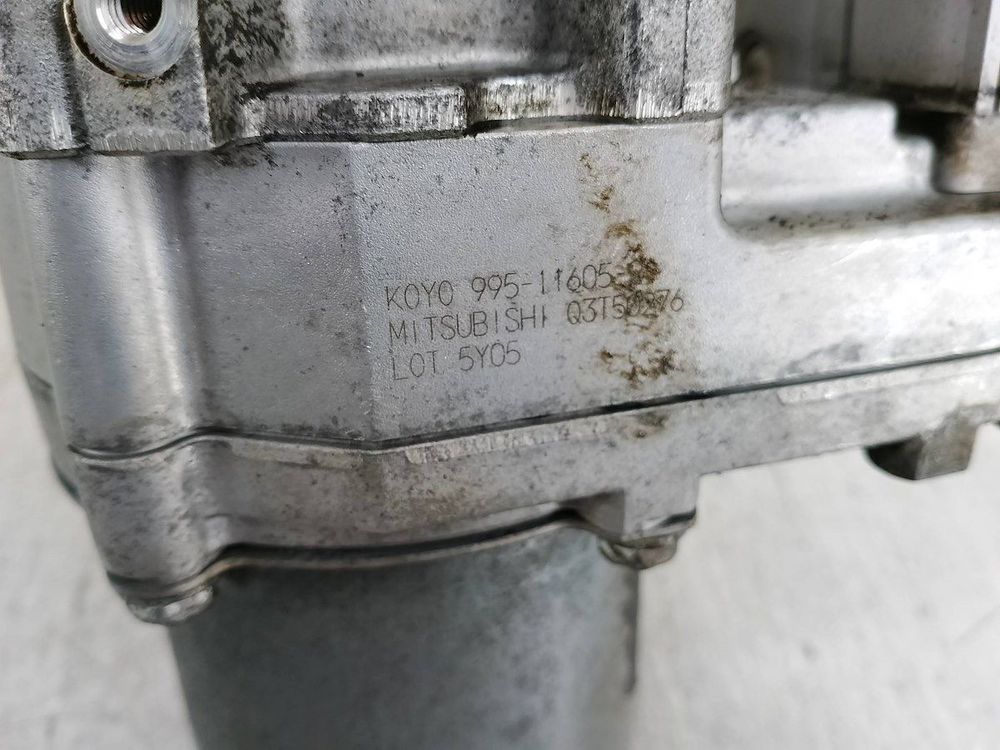 KOYO 995-11605
MITSUBISHI Q3T50276
LOT 5Y05